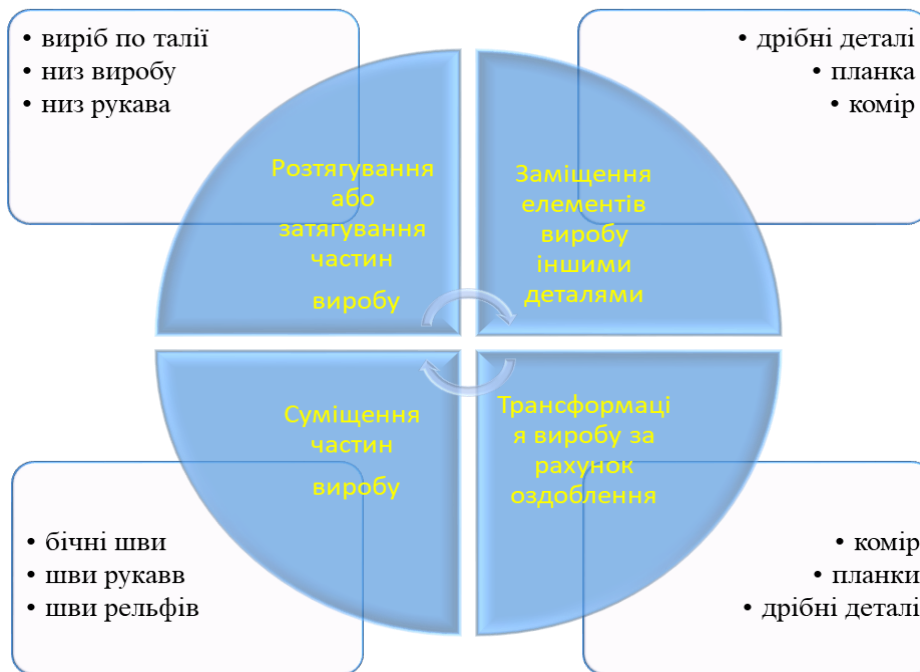 • виріб по талії
• низ виробу
• низ рукава
• дрібні деталі
• планка
• комір
Розтягування
або
затягування
частин
виробу
Заміщення
елементів
виробу
іншими
деталями
Суміщення
частин
виробу
Трансформаці
я виробу за
рахунок
оздоблення
• бічні шви
• шви рукавв
• шви рельфів
• комір
• планки
• дрібні деталі